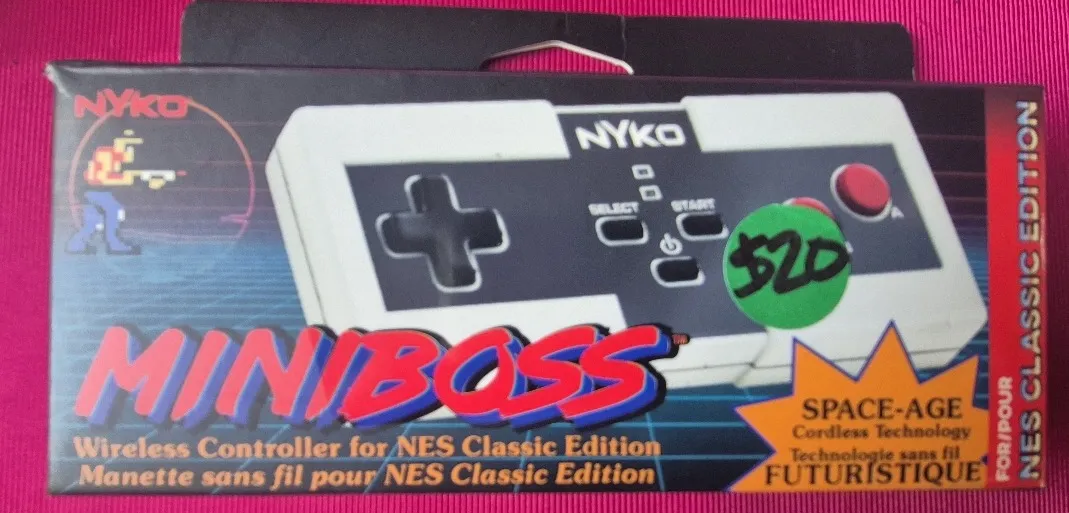 NYKO
NYKO
SELECT
START
A
$20
MINIBOSS™
Wireless Controller for NES Classic Edition
Manette sans fil pour NES Classic Edition
SPACE-AGE
Cordless Technology
Technologie sans fil
FUTURISTIQUE
FOR/POUR
NES CLASSIC EDITION